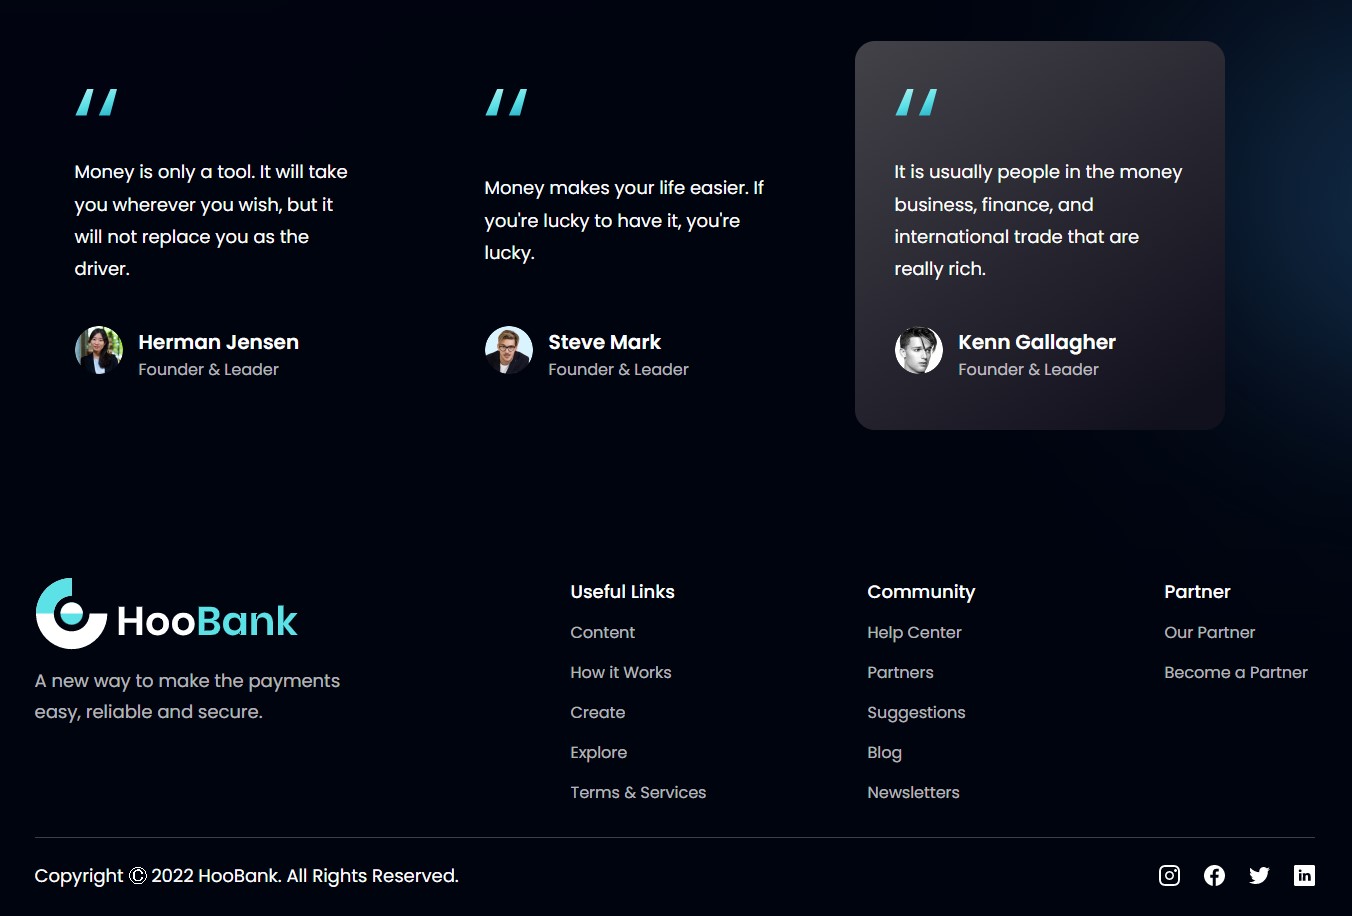 Money is only a tool. It will take
you wherever you wish, but it
will not replace you as the
driver.
Herman Jensen
Founder & Leader
Money makes your life easier. If
you're lucky to have it, you're
lucky.
Steve Mark
Founder & Leader
It is usually people in the money
business, finance, and
international trade that are
really rich.
Kenn Gallagher
Founder & Leader
HooBank
A new way to make the payments
easy, reliable and secure.
Useful Links
Content
How it Works
Create
Explore
Terms & Services
Community
Help Center
Partners
Suggestions
Blog
Newsletters
Partner
Our Partner
Become a Partner
Copyright Ⓒ 2022 HooBank. All Rights Reserved.
in